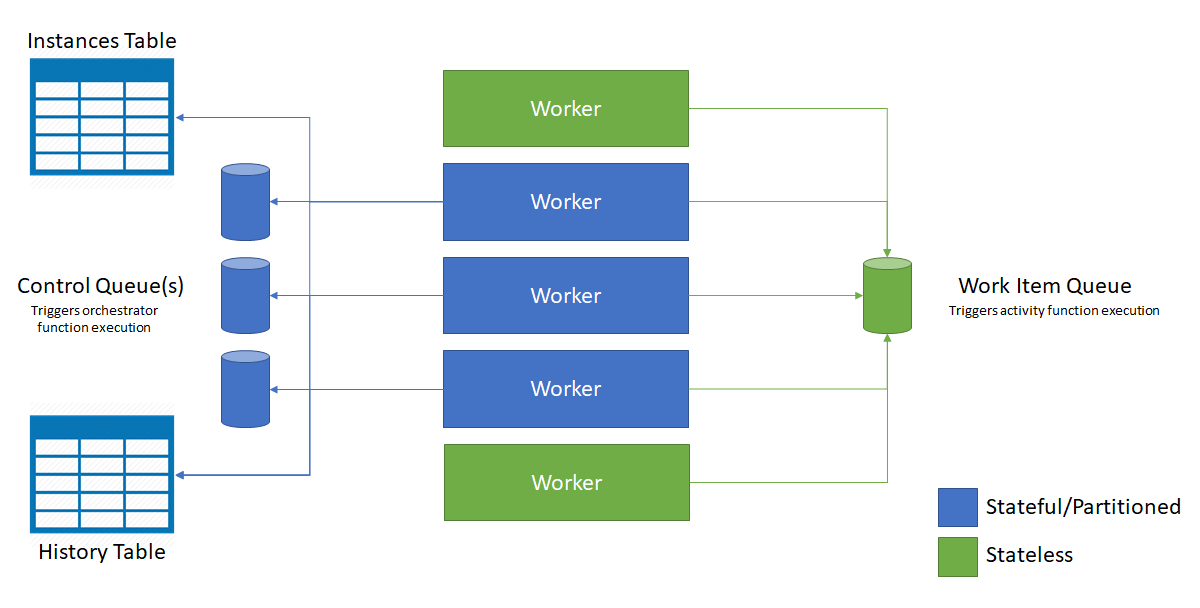 Instances Table
Control Queue(s)
Triggers orchestrator
function execution
History Table
Worker
Worker
Worker
Worker
Worker
Work Item Queue
Triggers activity function execution
Stateful/Partitioned
Stateless